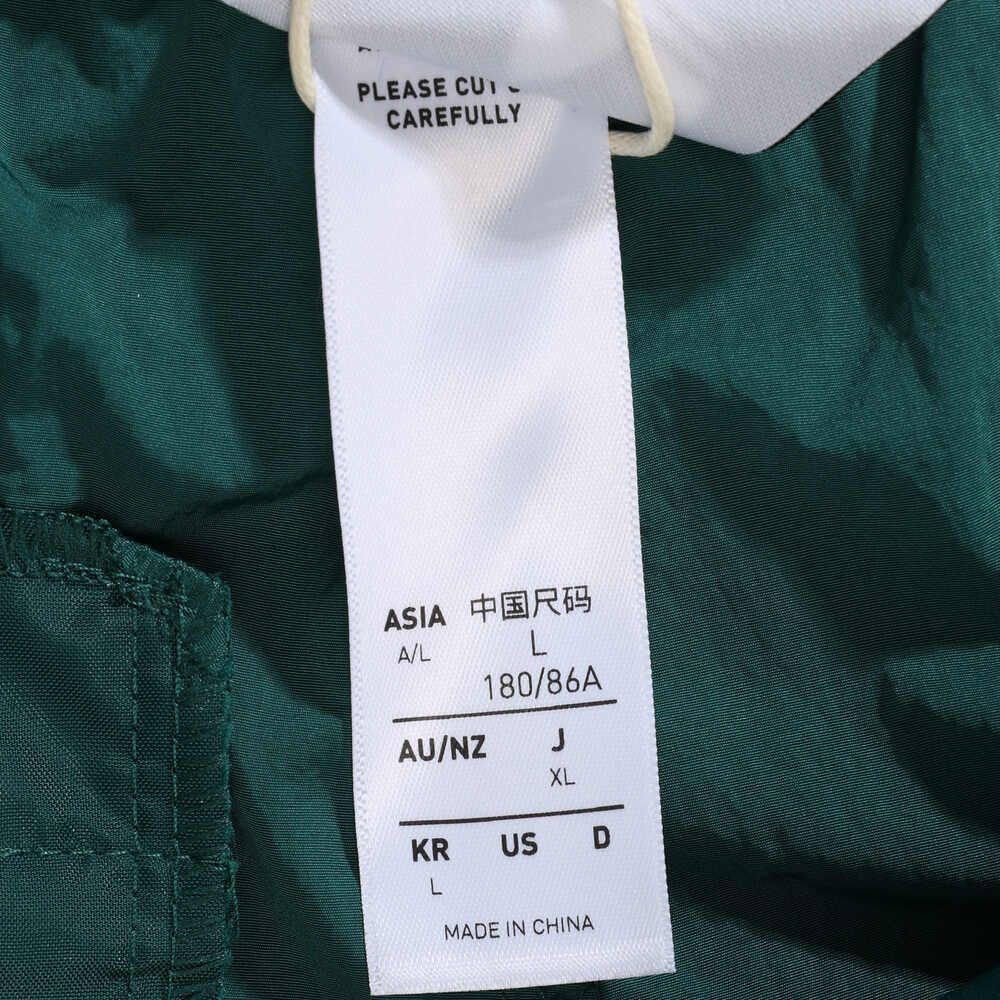 PLEASE CUT
CAREFULLY
ASIA 中国尺码
A/L L
180/86A
AU/NZ J
XL
KR US D
L
MADE IN CHINA